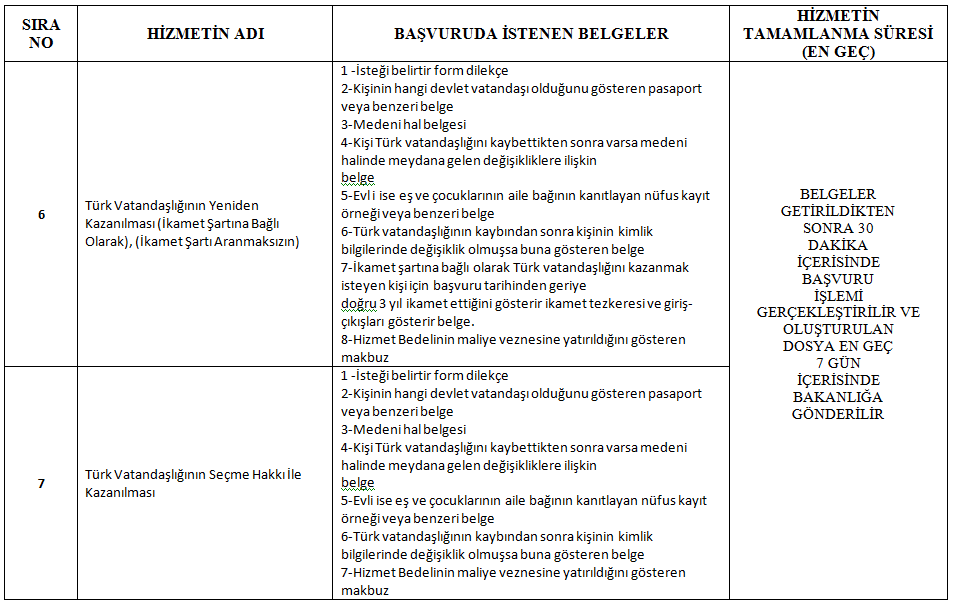 SIRA
NO
HİZMETİN ADI
BAŞVURUDA İSTENEN BELGELER
HİZMETİN
TAMAMLANMA SÜRESİ
(EN GEÇ)
6
Türk Vatandaşlığının Yeniden
Kazanılması (İkamet Şartına Bağlı
Olarak), (İkamet Şartı Aranmaksızın)
1 -İsteği belirtir form dilekçe
2-Kişinin hangi devlet vatandaşı olduğunu gösteren pasaport
veya benzeri belge
3-Medeni hal belgesi
4-Kişi Türk vatandaşlığını kaybettikten sonra varsa medeni
halinde meydana gelen değişikliklere ilişkin
belge
5-Evl i ise eş ve çocuklarının aile bağının kanıtlayan nüfus kayıt
örneği veya benzeri belge
6-Türk vatandaşlığının kaybından sonra kişinin kimlik
bilgilerinde değişiklik olmuşsa buna gösteren belge
7-İkamet şartına bağlı olarak Türk vatandaşlığını kazanmak
isteyen kişi için başvuru tarihinden geriye
doğru 3 yıl ikamet ettiğini gösterir ikamet tezkeresi ve giriş-
çıkışları gösterir belge.
8-Hizmet Bedelinin maliye veznesine yatırıldığını gösteren
makbuz
BELGELER
GETİRİLDİKTEN
SONRA 30
DAKİKA
İÇERİSİNDE
BAŞVURU
İŞLEMİ
GERÇEKLEŞTİRİLİR VE
OLUŞTURULAN
DOSYA EN GEÇ
7 GÜN
İÇERİSİNDE
BAKANLIĞA
GÖNDERİLİR
7
Türk Vatandaşlığının Seçme Hakkı İle
Kazanılması
1 -İsteği belirtir form dilekçe
2-Kişinin hangi devlet vatandaşı olduğunu gösteren pasaport
veya benzeri belge
3-Medeni hal belgesi
4-Kişi Türk vatandaşlığını kaybettikten sonra varsa medeni
halinde meydana gelen değişikliklere ilişkin
belge
5-Evli ise eş ve çocuklarının aile bağının kanıtlayan nüfus kayıt
örneği veya benzeri belge
6-Türk vatandaşlığının kaybından sonra kişinin kimlik
bilgilerinde değişiklik olmuşsa buna gösteren belge
7-Hizmet Bedelinin maliye veznesine yatırıldığını gösteren
makbuz